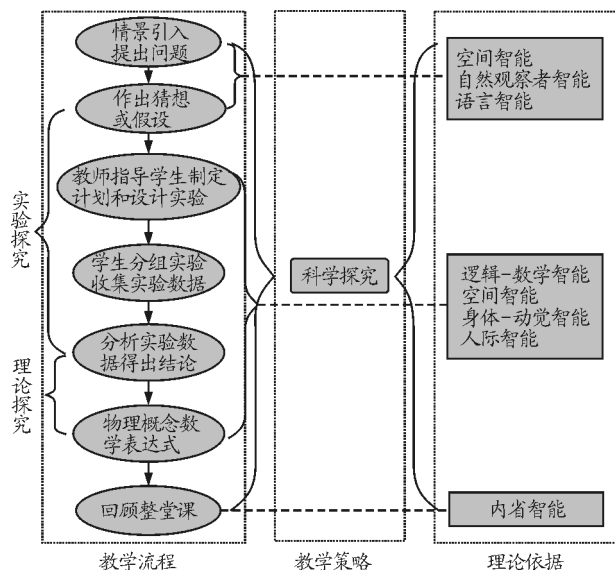 情景引入
提出问题
作出猜想
或假设
教师指导学生制定
计划和设计实验
学生分组实验
收集实验数据
分析实验数
据得出结论
物理概念数
学表达式
回顾整堂课
实验探究
理论探究
科学探究
空间智能
自然观察者智能
语言智能
逻辑-数学智能
空间智能
身体-动觉智能
人际智能
内省智能
教学流程
教学策略
理论依据